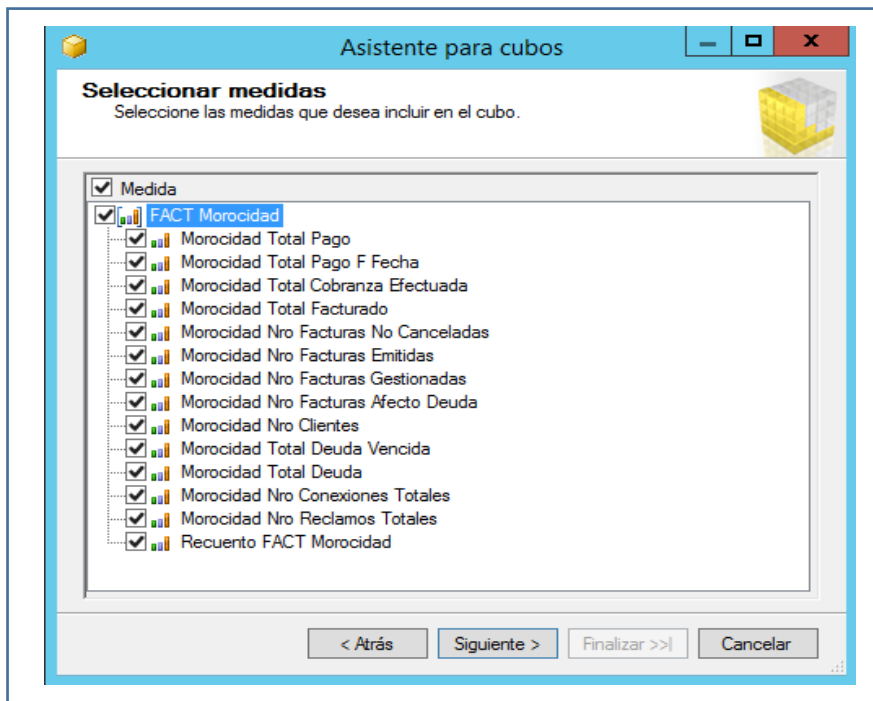 Asistente para cubos
Seleccionar medidas
Seleccione las medidas que desea incluir en el cubo.
Medida
FACT Morocidad
Morocidad Total Pago
Morocidad Total Pago F Fecha
Morocidad Total Cobranza Efectuada
Morocidad Total Facturado
Morocidad Nro Facturas No Canceladas
Morocidad Nro Facturas Emitidas
Morocidad Nro Facturas Gestionadas
Morocidad Nro Facturas Afecto Deuda
Morocidad Nro Clientes
Morocidad Total Deuda Vencida
Morocidad Total Deuda
Morocidad Nro Conexiones Totales
Morocidad Nro Reclamos Totales
Recuento FACT Morocidad
< Atrás Siguiente > Finalizar >>| Cancelar